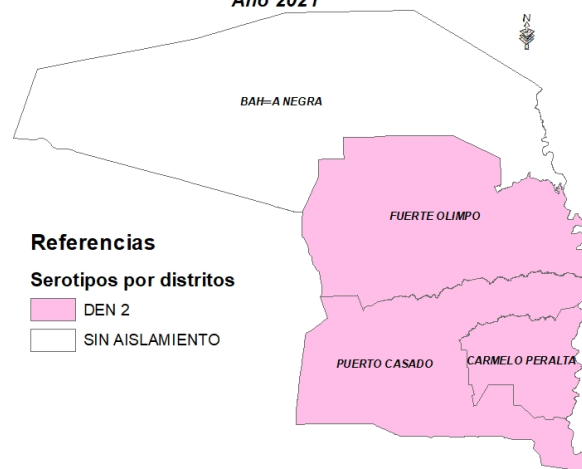 Año 2021
N
BAH=A NEGRA
FUERTE OLIMPO
Referencias
Serotipos por distritos
DEN 2
SIN AISLAMIENTO
PUERTO CASADO
CARMELO PERALTA